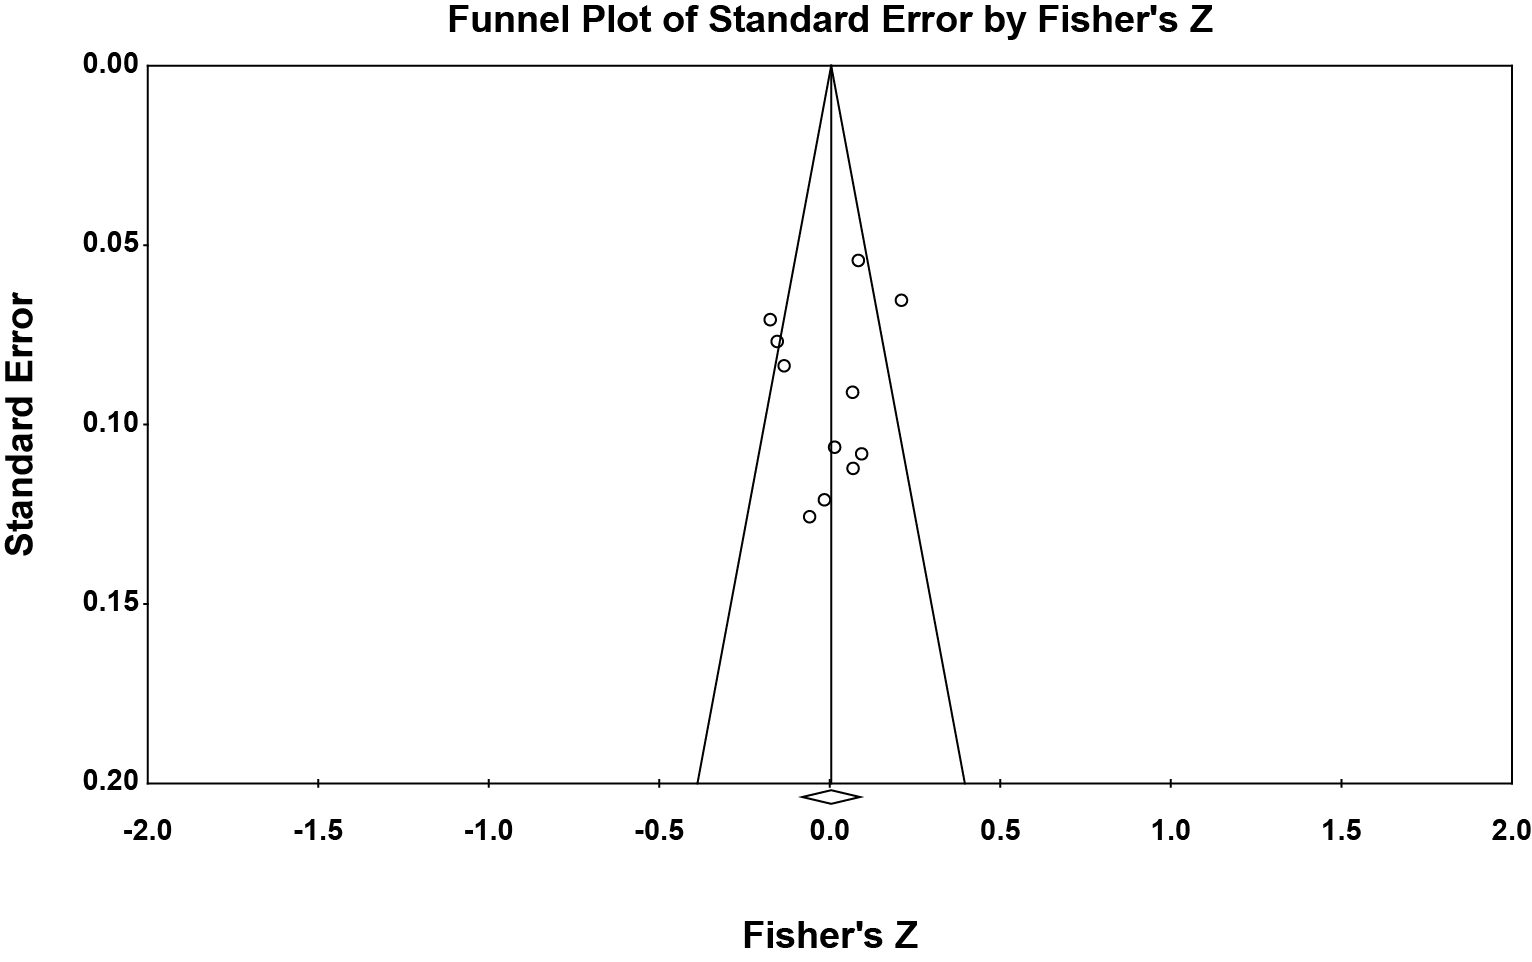 Funnel Plot of Standard Error by Fisher's Z
0.00
0.05
0.10
0.15
0.20
Standard Error
-2.0 -1.5 -1.0 -0.5 0.0 0.5 1.0 1.5 2.0
Fisher's Z